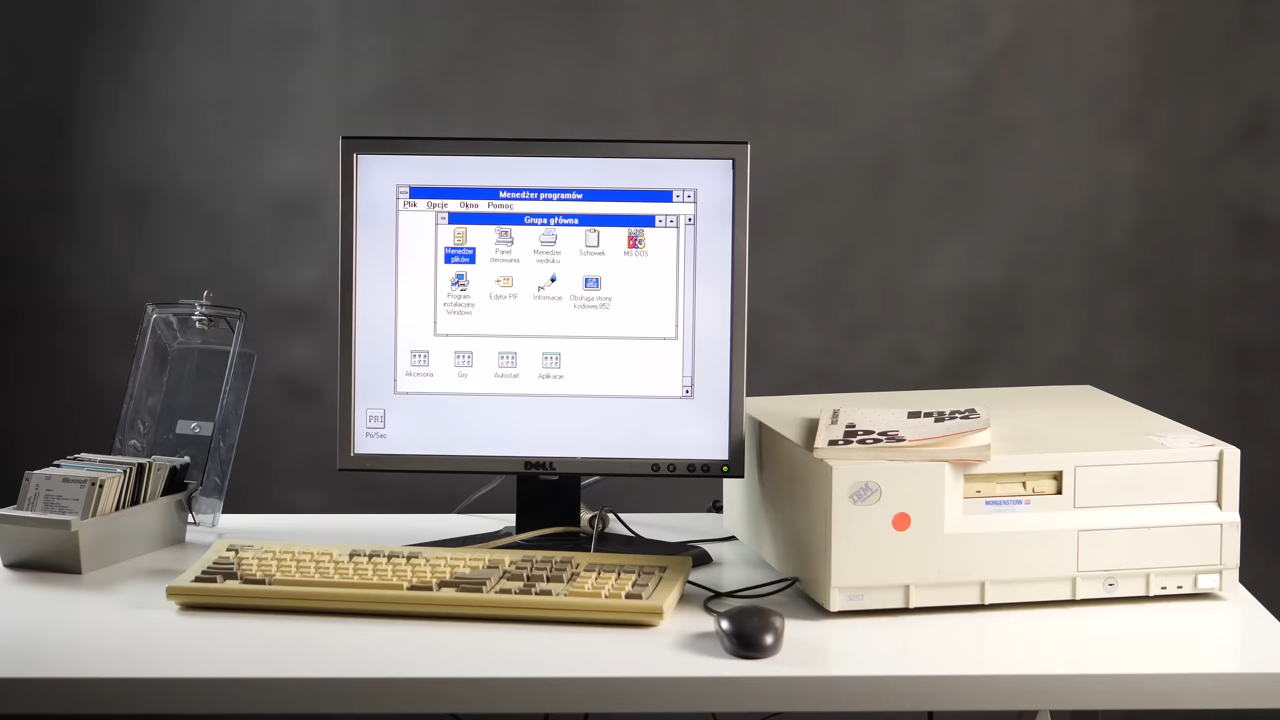 Menedżer programów
Plik Opcje Okno Pomoc
Grupa główna
Menedżer
plików
Panel
sterowania
Menedżer
wydruku
Schowek
MS DOS
Program
instalacyjny
Windows
Edytor PIF
Informacje
Obsługa strony
kodowej 852
Akcesoria
Gry
Autostart
Aplikacje
PRI
Pri/Sec
DELL
Microsoft
IBM
PC
i
PC
DOS
IBM
MORGENSTERN